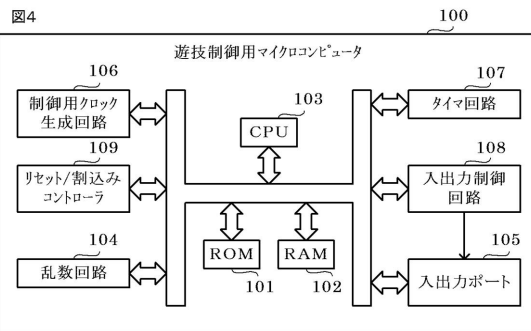 図4
100
遊技制御用マイクロコンピュータ
106
制御用クロック
生成回路
103
CPU
107
タイマ回路
109
リセット/割込み
コントローラ
108
入出力制御
回路
104
乱数回路
ROM
101
RAM
102
105
入出力ポート